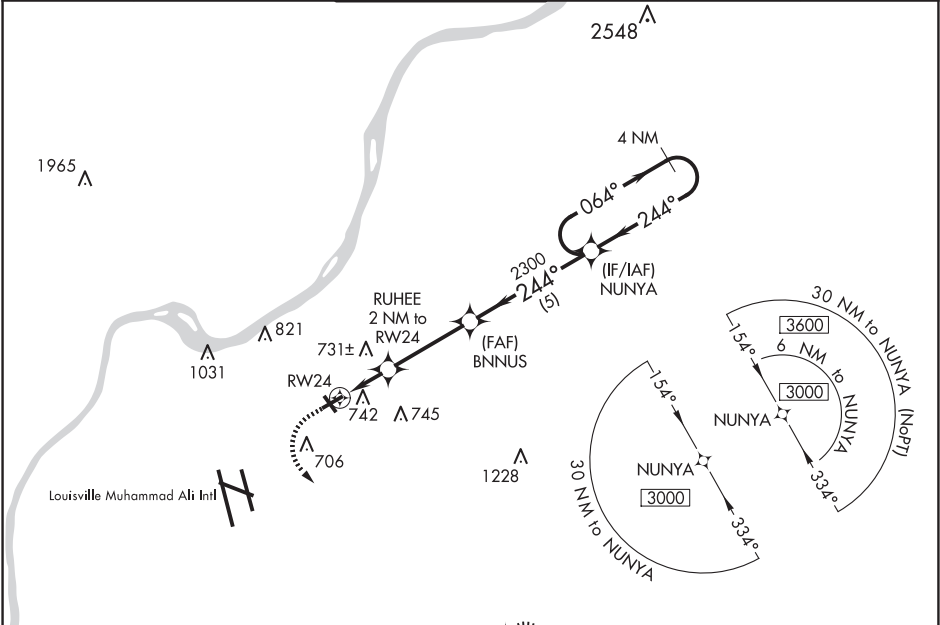 2548
4 NM
1965
064°
244°
2300
244°
(5)
(IF/IAF)
NUNYA
RUHEE
2 NM to
RW24
(FAF)
BNNUS
821
731±
1031
RW24
742
745
706
1228
Louisville Muhammad Ali Intl
30 NM to NUNYA (NoPT)
3600
154°
6 NM to NUNYA
3000
NUNYA
334°
154°
NUNYA
3000
334°
30 NM to NUNYA